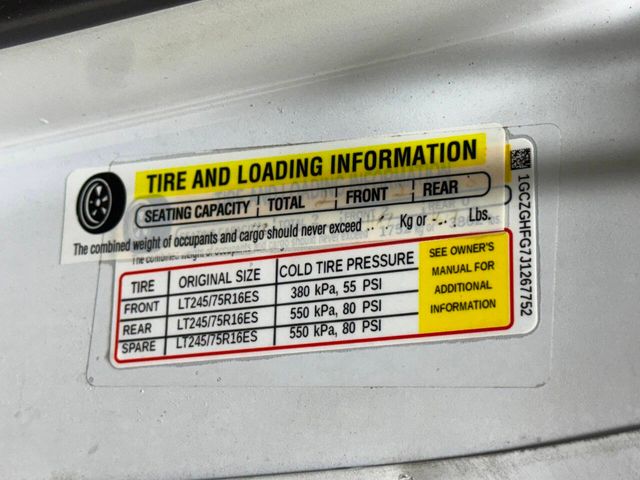 TIRE AND LOADING INFORMATION
SEATING CAPACITY TOTAL FRONT REAR
The combined weight of occupants and cargo should never exceed Kg or Lbs.
TIRE ORIGINAL SIZE COLD TIRE PRESSURE
FRONT LT245/75R16ES 380 kPa, 55 PSI
REAR LT245/75R16ES 550 kPa, 80 PSI
SPARE LT245/75R16ES 550 kPa, 80 PSI
SEE OWNER'S
MANUAL FOR
ADDITIONAL
INFORMATION
1GCZGHFG7J1267752